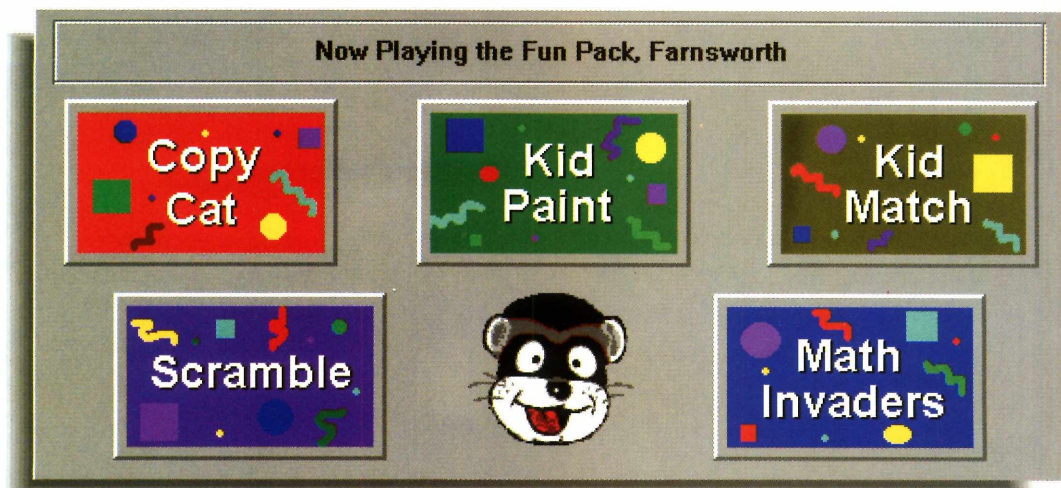 Now Playing the Fun Pack, Farnsworth
Copy
Cat
Kid
Paint
Kid
Match
Scramble
Math
Invaders